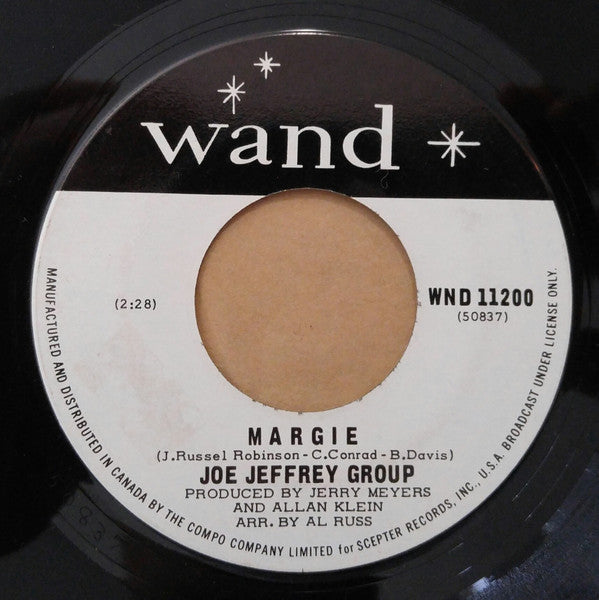 wand
(2:28)
WND 11200
(50837)
MARGIE
(J.Russel Robinson-C.Conrad-B.Davis)
JOE JEFFREY GROUP
PRODUCED BY JERRY MEYERS
AND ALLAN KLEIN
ARR. BY AL RUSS
MANUFACTURED AND DISTRIBUTED IN CANADA BY THE COMPO COMPANY LIMITED for SCEPTER RECORDS, INC., U.S.A. BROADCAST UNDER LICENSE ONLY.